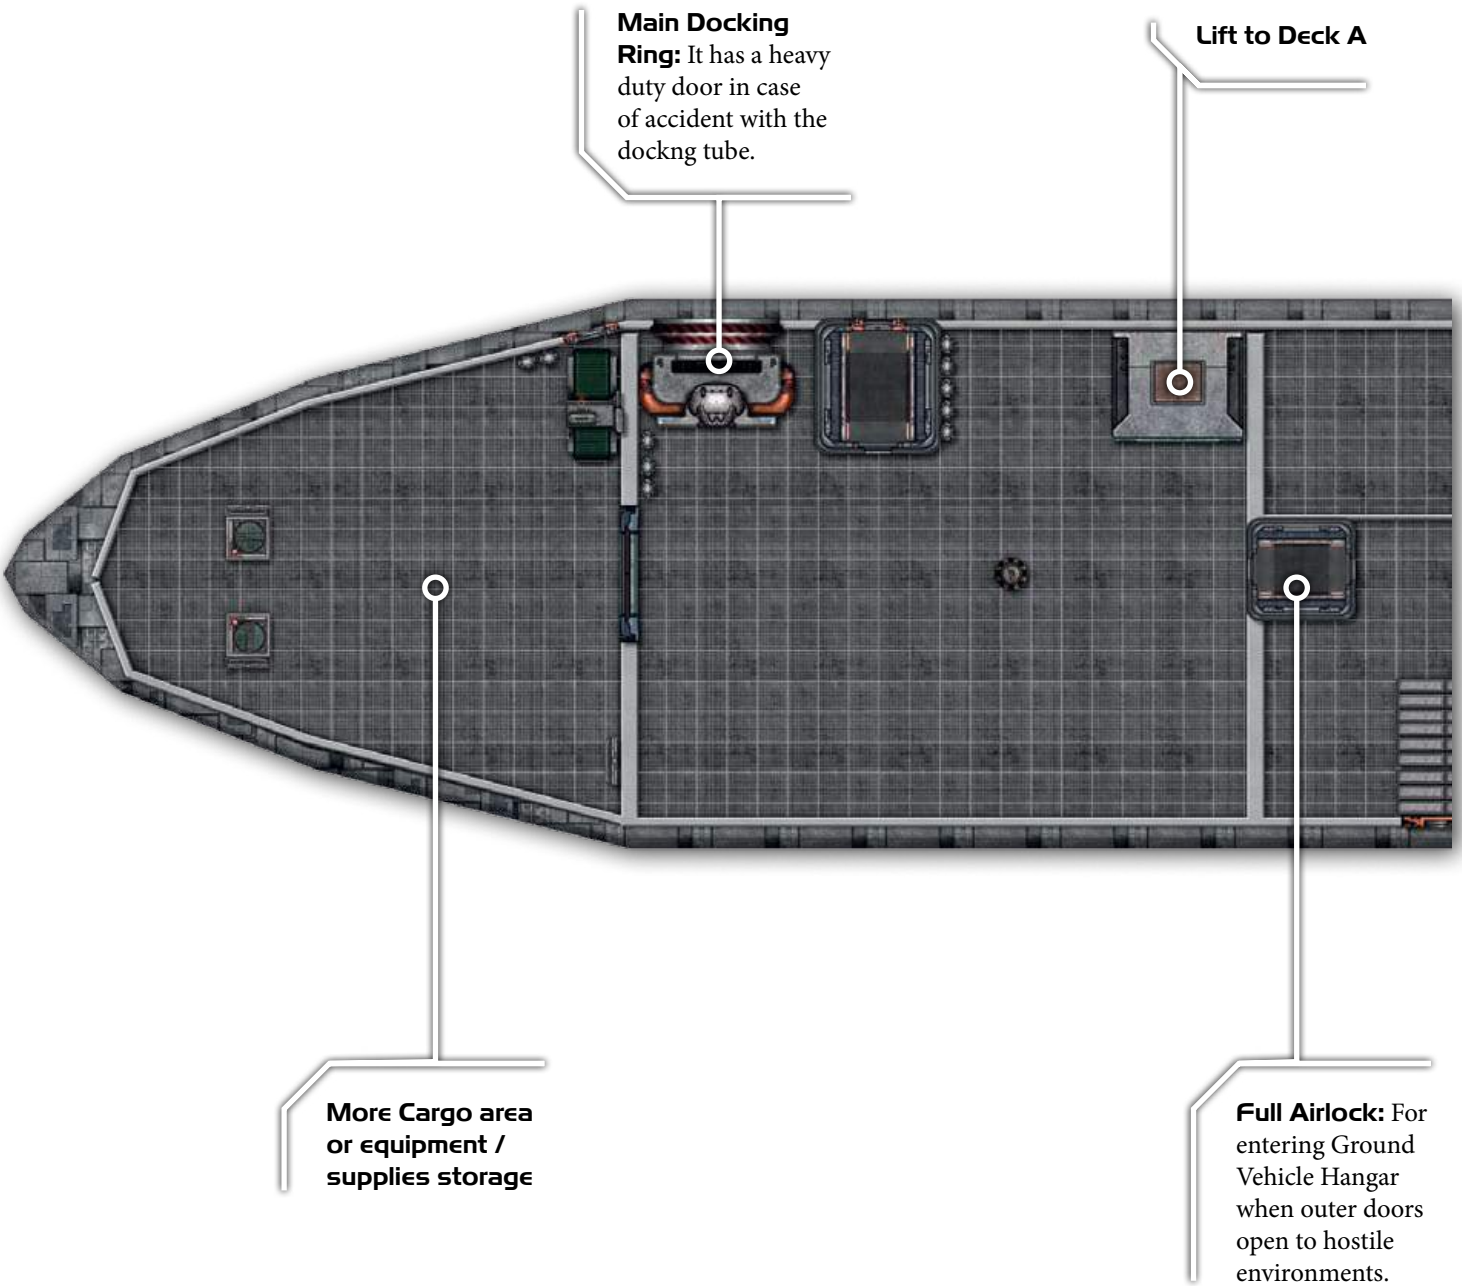 Main Docking
Ring: It has a heavy
duty door in case
of accident with the
dockng tube.
Lift to Deck A
More Cargo area
or equipment /
supplies storage
Full Airlock: For
entering Ground
Vehicle Hangar
when outer doors
open to hostile
environments.